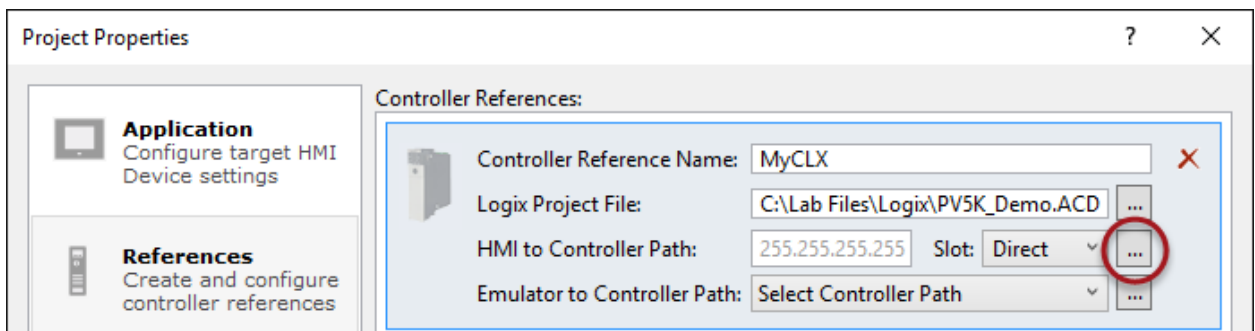 Project Properties
?
Controller References:
Application
Configure target HMI
Device settings
References
Create and configure
controller references
Controller Reference Name: MyCLX
Logix Project File: C:\Lab Files\Logix\PV5K_Demo.ACD ...
HMI to Controller Path: 255.255.255.255 Slot: Direct ...
Emulator to Controller Path: Select Controller Path ...